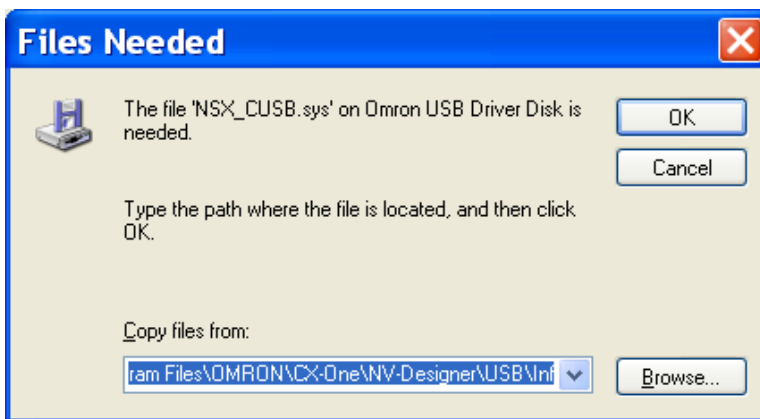 Files Needed
The file 'NSX_CUSB.sys' on Omron USB Driver Disk is
needed.
OK
Cancel
Type the path where the file is located, and then click
OK.
Copy files from:
ram Files\OMRON\CX-One\NV-Designer\USB\Inf
Browse...